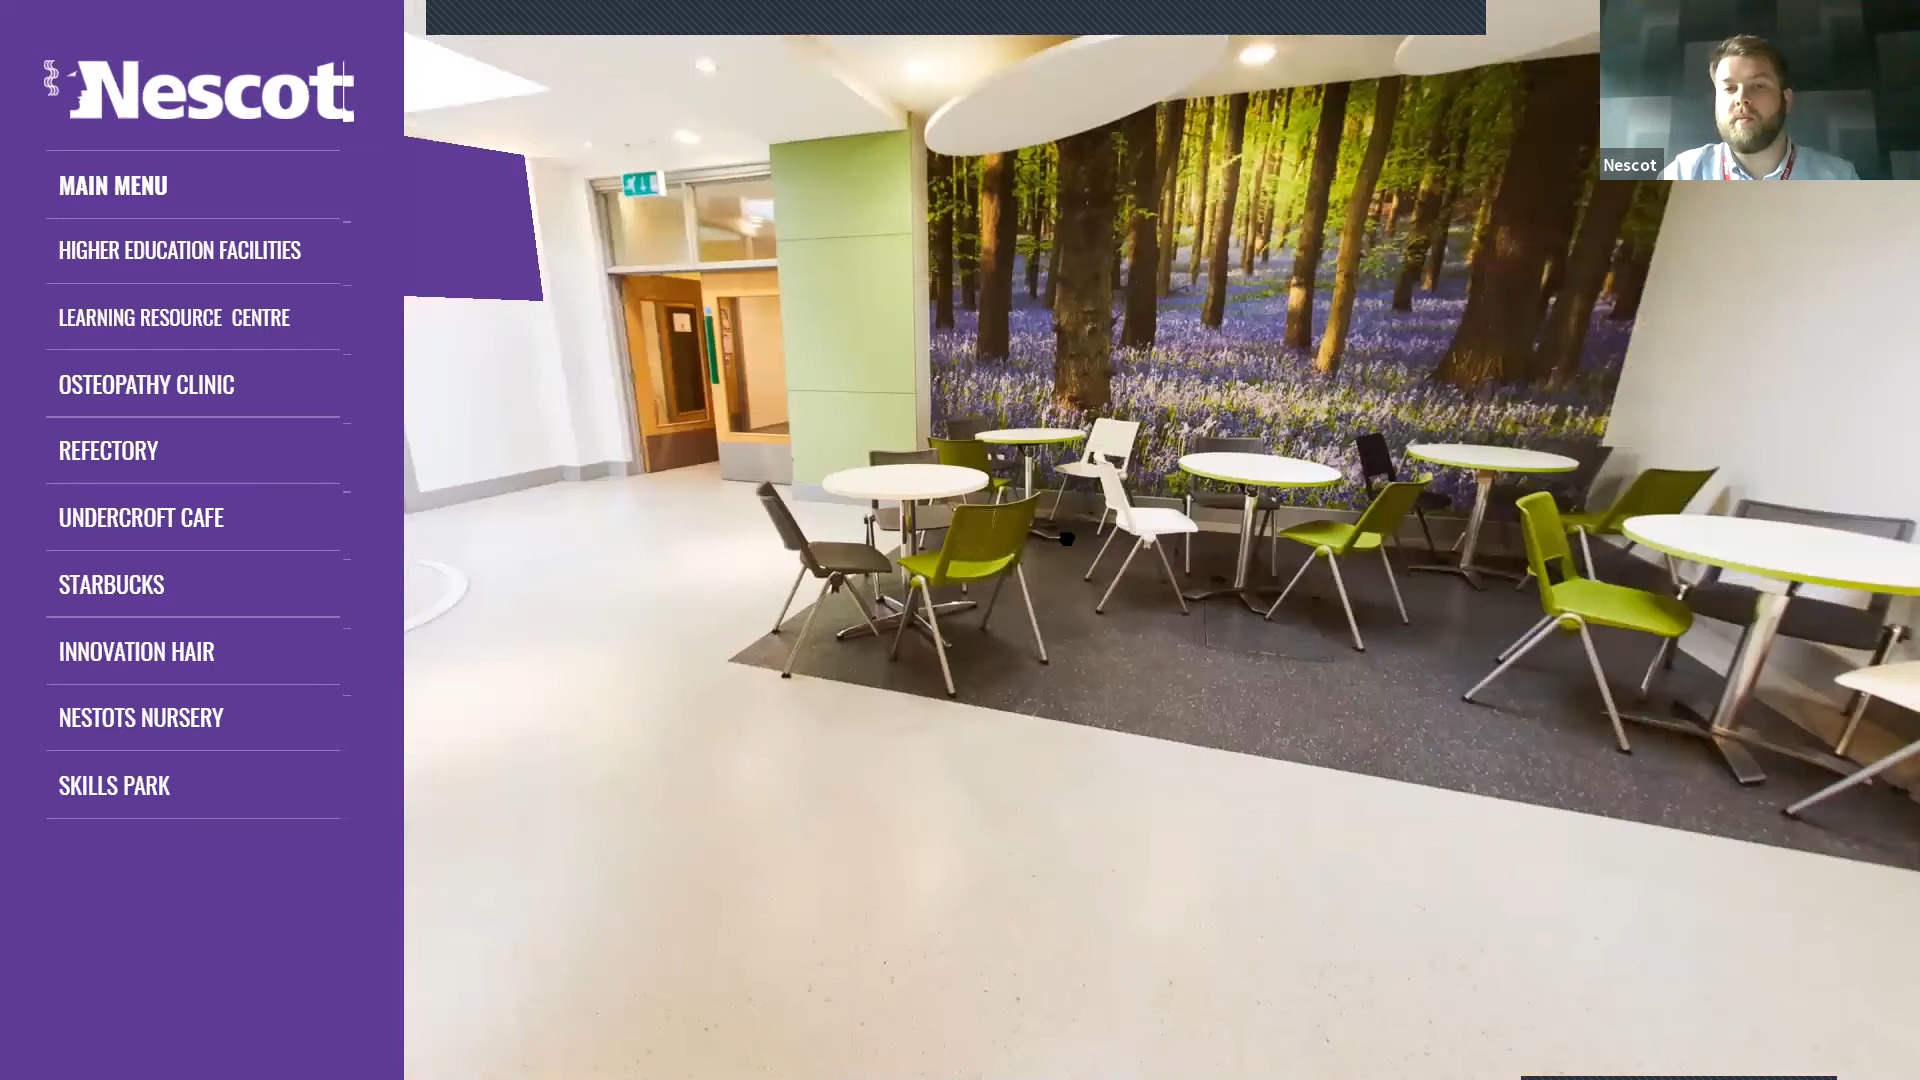 Nescot
MAIN MENU
HIGHER EDUCATION FACILITIES
LEARNING RESOURCE CENTRE
OSTEOPATHY CLINIC
REFECTORY
UNDERCROFT CAFE
STARBUCKS
INNOVATION HAIR
NESTOTS NURSERY
SKILLS PARK
Nescot